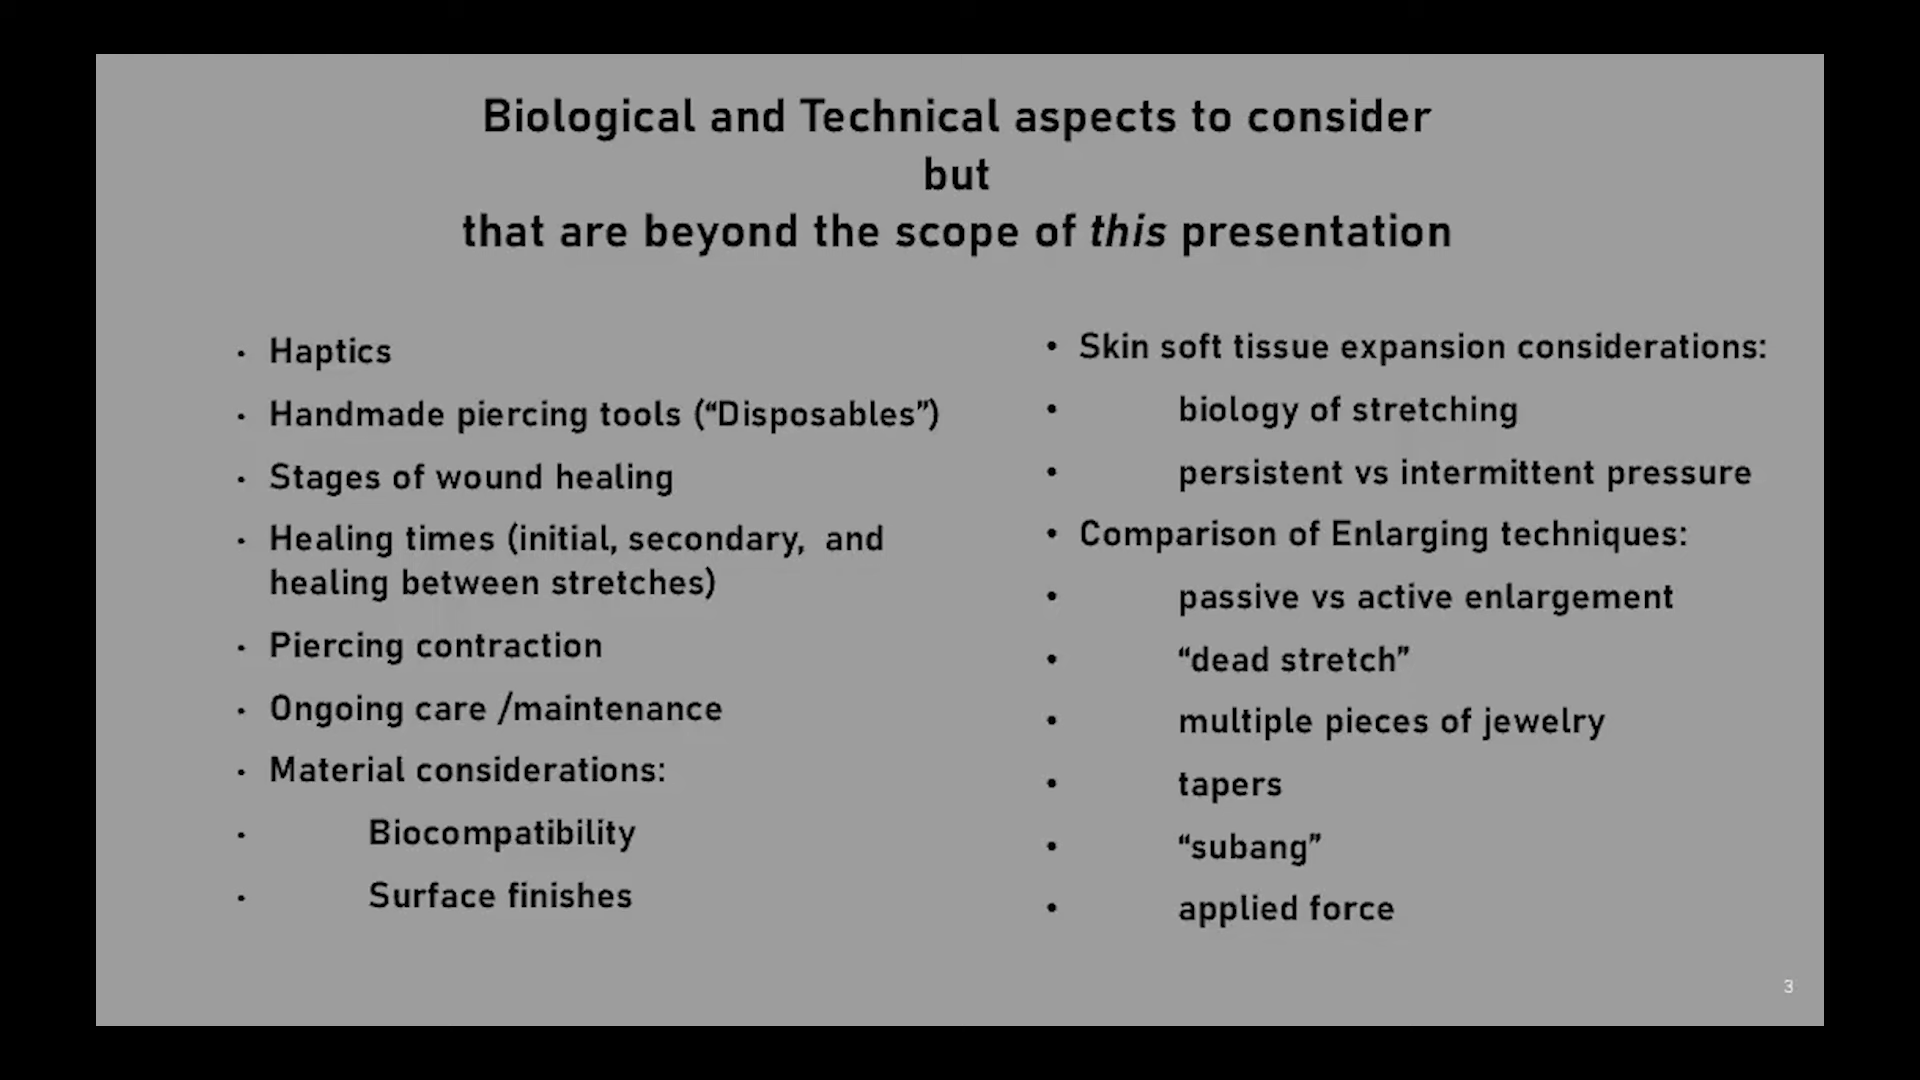 Biological and Technical aspects to consider
but
that are beyond the scope of this presentation
• Haptics
• Handmade piercing tools (“Disposables”)
• Stages of wound healing
• Healing times (initial, secondary,  and
healing between stretches)
• Piercing contraction
• Ongoing care /maintenance
• Material considerations:
• Biocompatibility
• Surface finishes
• Skin soft tissue expansion considerations:
• biology of stretching
• persistent vs intermittent pressure
• Comparison of Enlarging techniques:
• passive vs active enlargement
• “dead stretch”
• multiple pieces of jewelry
• tapers
• “subang”
• applied force
3